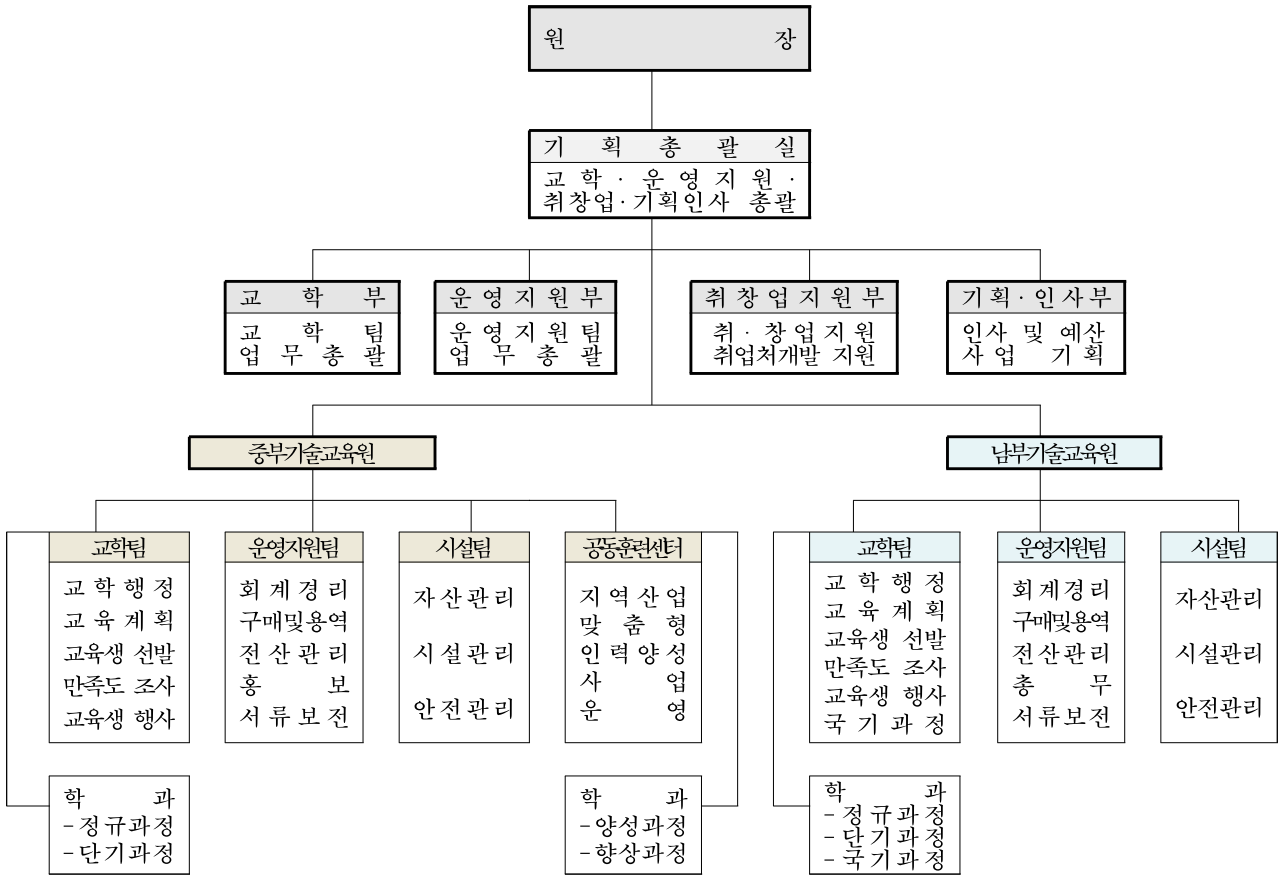 원 장
기 획 총 괄 실
교 학 · 운 영 지 원 ·
취창업·기획인사 총괄
교 학 부
교 학 팀
업 무 총 괄
운영지원부
운영지원팀
업 무 총 괄
취창업지원부
취 · 창업지원
취업처개발 지원
기획·인사부
인사 및 예산
사 업 기 획
중부기술교육원
교학팀
교 학 행 정
교 육 계 획
교육생 선발
만족도 조사
교육생 행사
학 과
-정규과정
-단기과정
운영지원팀
회계경리
구매및용역
전산관리
홍 보
서류보전
시설팀
자산관리
시설관리
안전관리
공동훈련센터
지역산업
맞 춤 형
인력양성
사 업
운 영
학 과
-양성과정
-향상과정
남부기술교육원
교학팀
교 학 행 정
교 육 계 획
교육생 선발
만족도 조사
교육생 행사
국 기 과 정
학 과
-정규과정
-단기과정
-국기과정
운영지원팀
회계경리
구매및용역
전산관리
총 무
서류보전
시설팀
자산관리
시설관리
안전관리